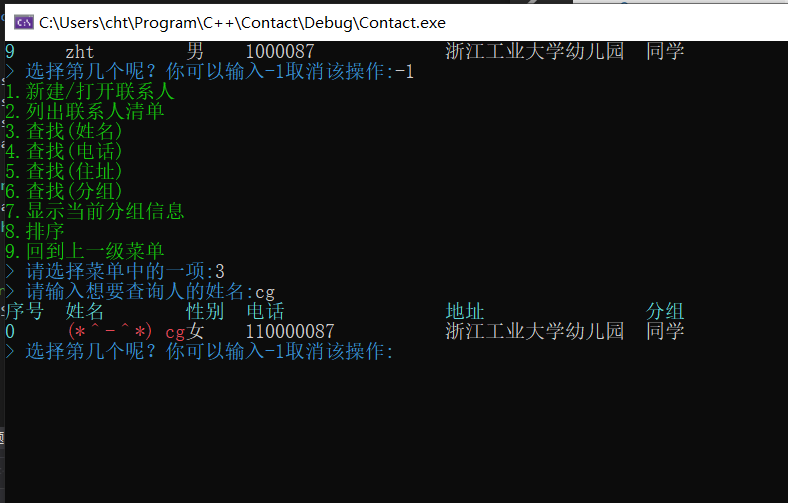 C:\Users\cht\Program\C++\Contact\Debug\Contact.exe
9 zht 男 1000087 浙江工业大学幼儿园 同学
> 选择第几个呢? 你可以输入-1取消该操作:-1
1.新建/打开联系人
2.列出联系人清单
3.查找(姓名)
4.查找(电话)
5.查找(住址)
6.查找(分组)
7.显示当前分组信息
8.排序
9.回到上一级菜单
> 请选择菜单中的一项:3
> 请输入想要查询人的姓名:cg
序号 姓名 性别 电话 地址 分组
0 (*＾-＾*) cg女 110000087 浙江工业大学幼儿园 同学
> 选择第几个呢? 你可以输入-1取消该操作: